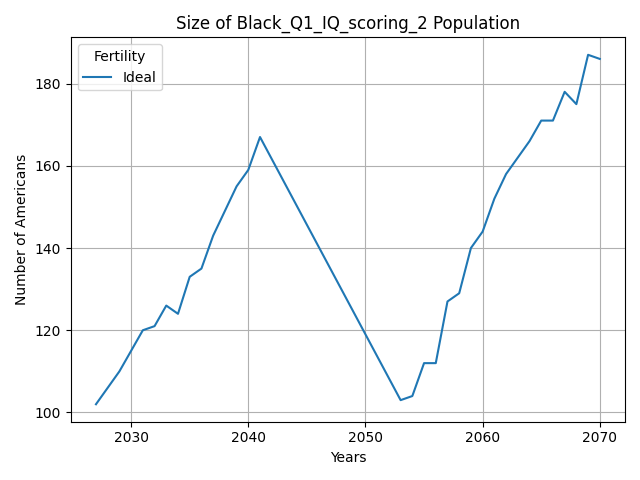 Size of Black_Q1_IQ_scoring_2 Population
Fertility
Ideal
Number of Americans
180
160
140
120
100
2030 2040 2050 2060 2070
Years